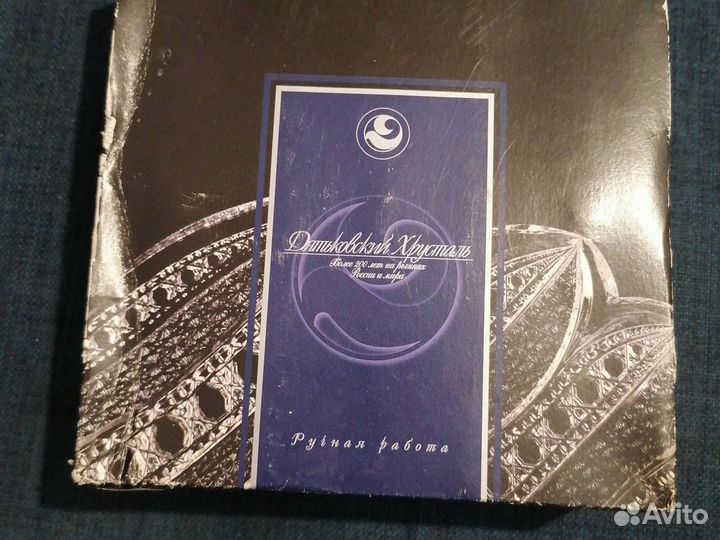 Дятьковский Хрусталь
Более 200 лет на рынках
России и мира
Ручная работа
Avito